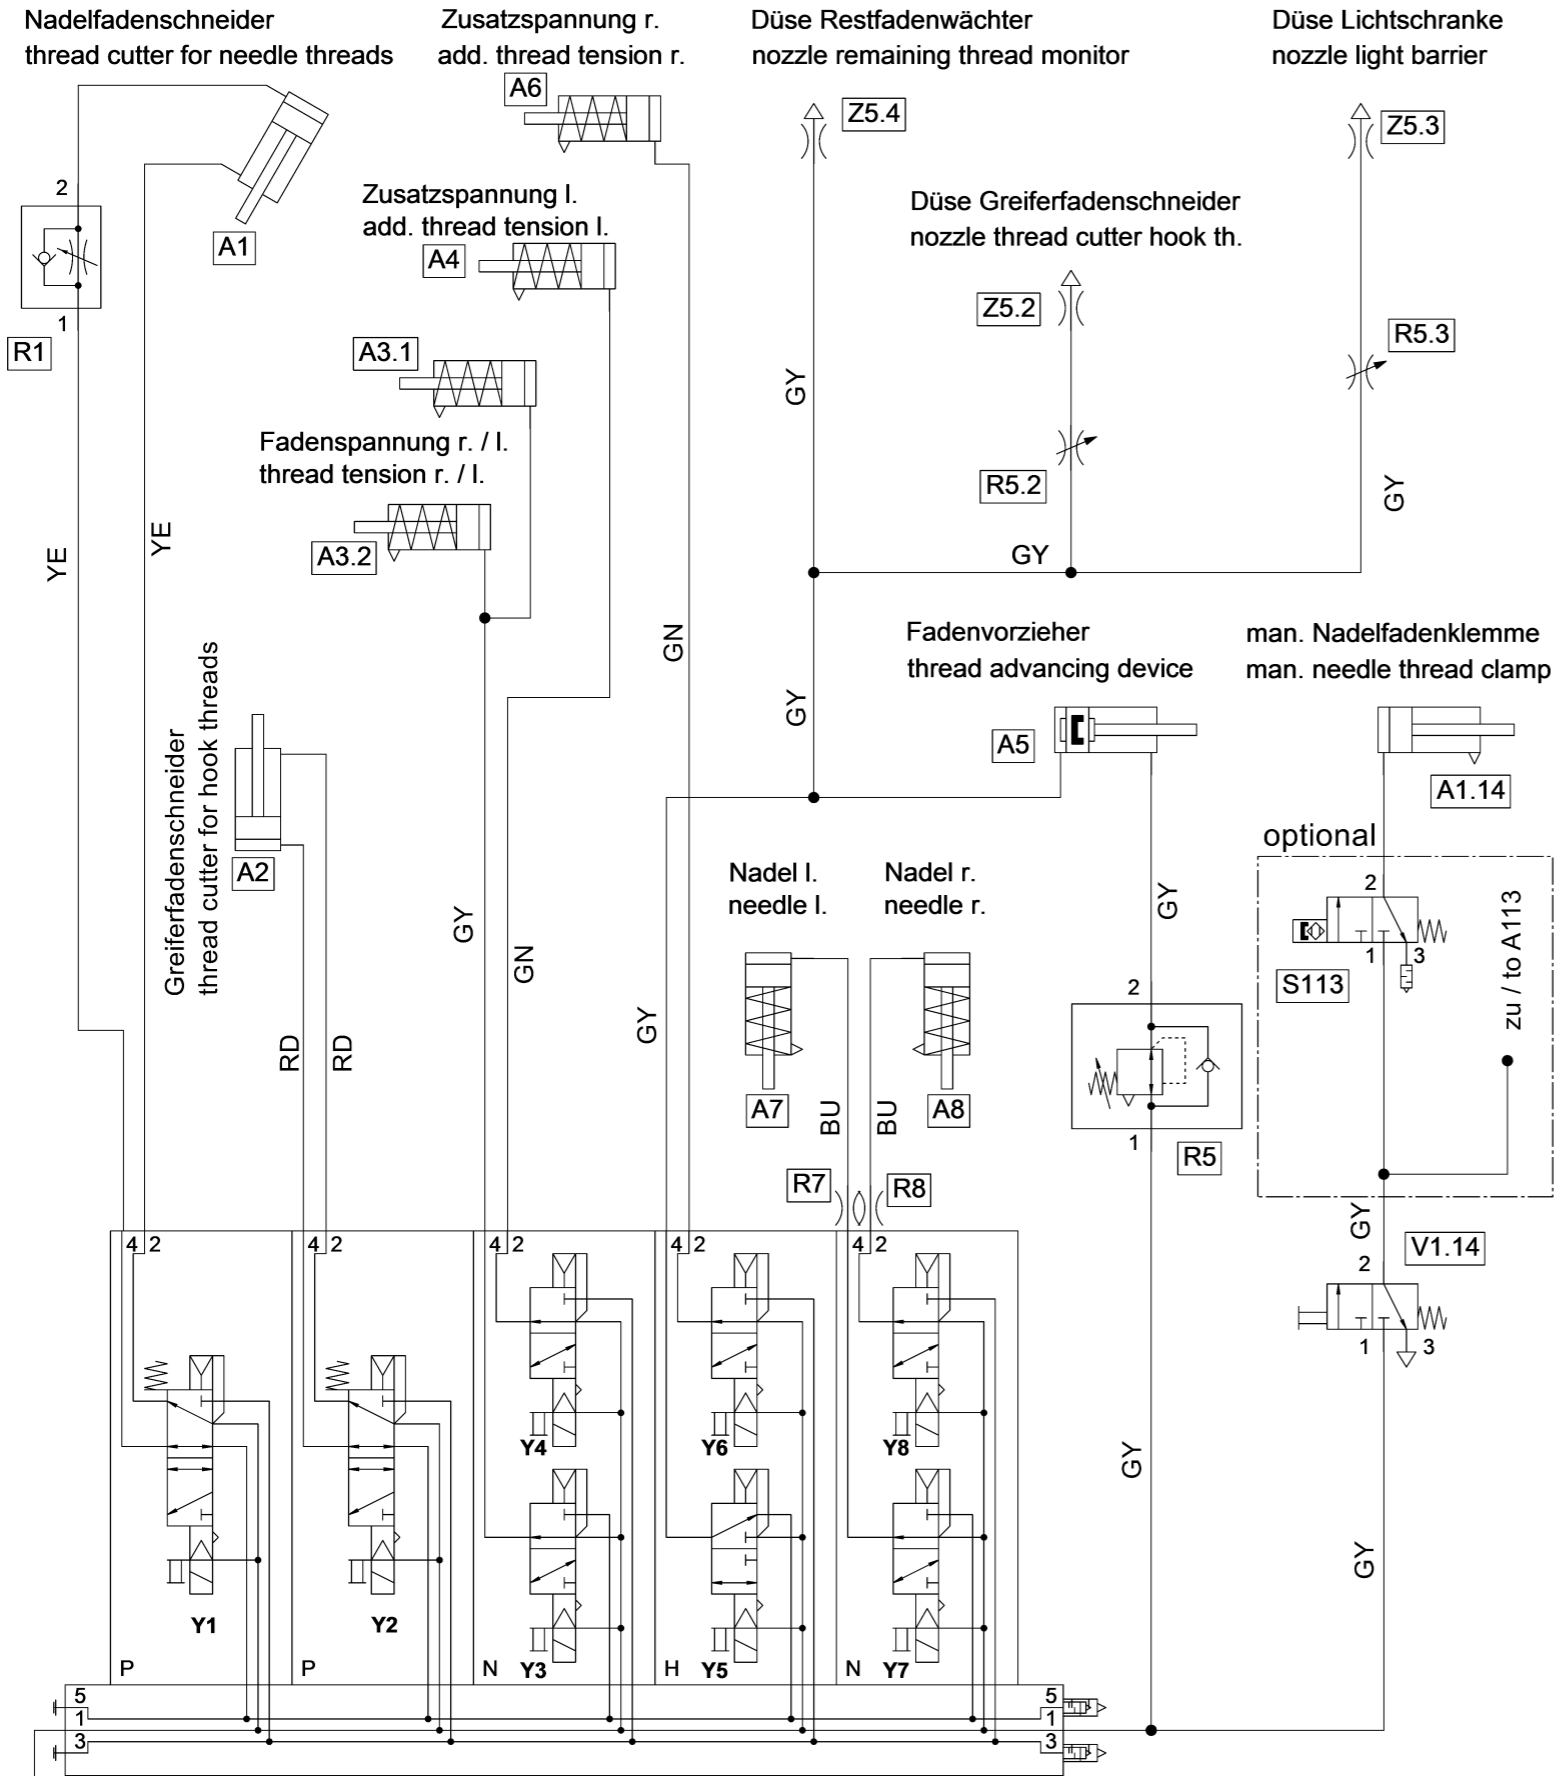 Nadelfadenschneider
thread cutter for needle threads
Zusatzspannung r.
add. thread tension r.
Düse Restfadenwächter
nozzle remaining thread monitor
Düse Lichtschranke
nozzle light barrier
A6
Z5.4
Z5.3
2
A1
1
R1
Zusatzspannung l.
add. thread tension l.
A4
Düse Greiferfadenschneider
nozzle thread cutter hook th.
Z5.2
R5.3
A3.1
GY
Fadenspannung r. / l.
thread tension r. / l.
R5.2
GY
A3.2
YE
YE
GY
GN
GY
Greiferfadenschneider
thread cutter for hook threads
Fadenvorzieher
thread advancing device
man. Nadelfadenklemme
man. needle thread clamp
A5
A1.14
optional
A2
Nadel l.
needle l.
Nadel r.
needle r.
GY
GN
GY
GY
2
1
3
S113
zu / to A113
RD
RD
A7
BU
BU
A8
2
1
R5
R7
R8
GY
V1.14
2
1
3
4 2
4 2
4 2
4 2
4 2
Y4
Y6
Y8
GY
GY
Y1
Y2
P
P
N
Y3
H
Y5
N
Y7
5
1
3
5
1
3